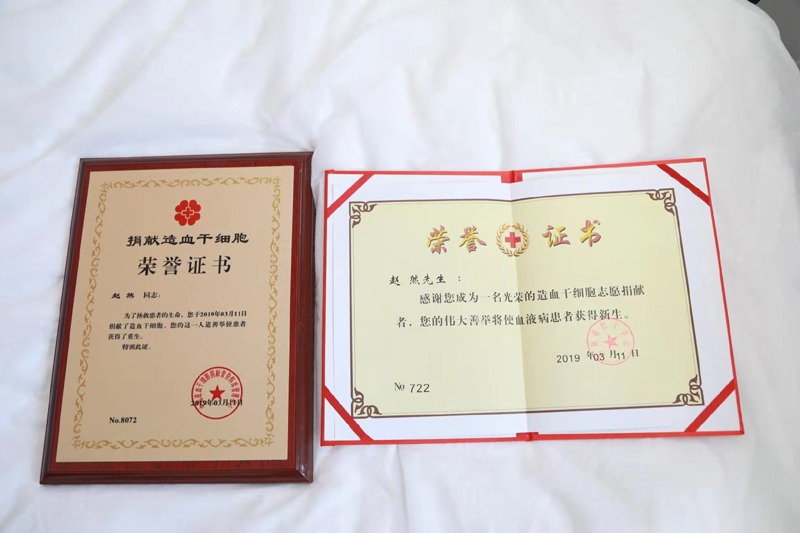 捐献造血干细胞
荣誉证书
赵 然 同志:
为了拯救患者的生命,您于2019年03月11日
捐献了造血干细胞。您的这一人道善举使患者
获得了重生。
特颁此证。
2019年03月11日
No.8072
荣誉 证书
赵 然先生 :
感谢您成为一名光荣的造血干细胞志愿捐献
者,您的伟大善举将使血液病患者获得新生。
2019 年 03 月 11 日
No 722